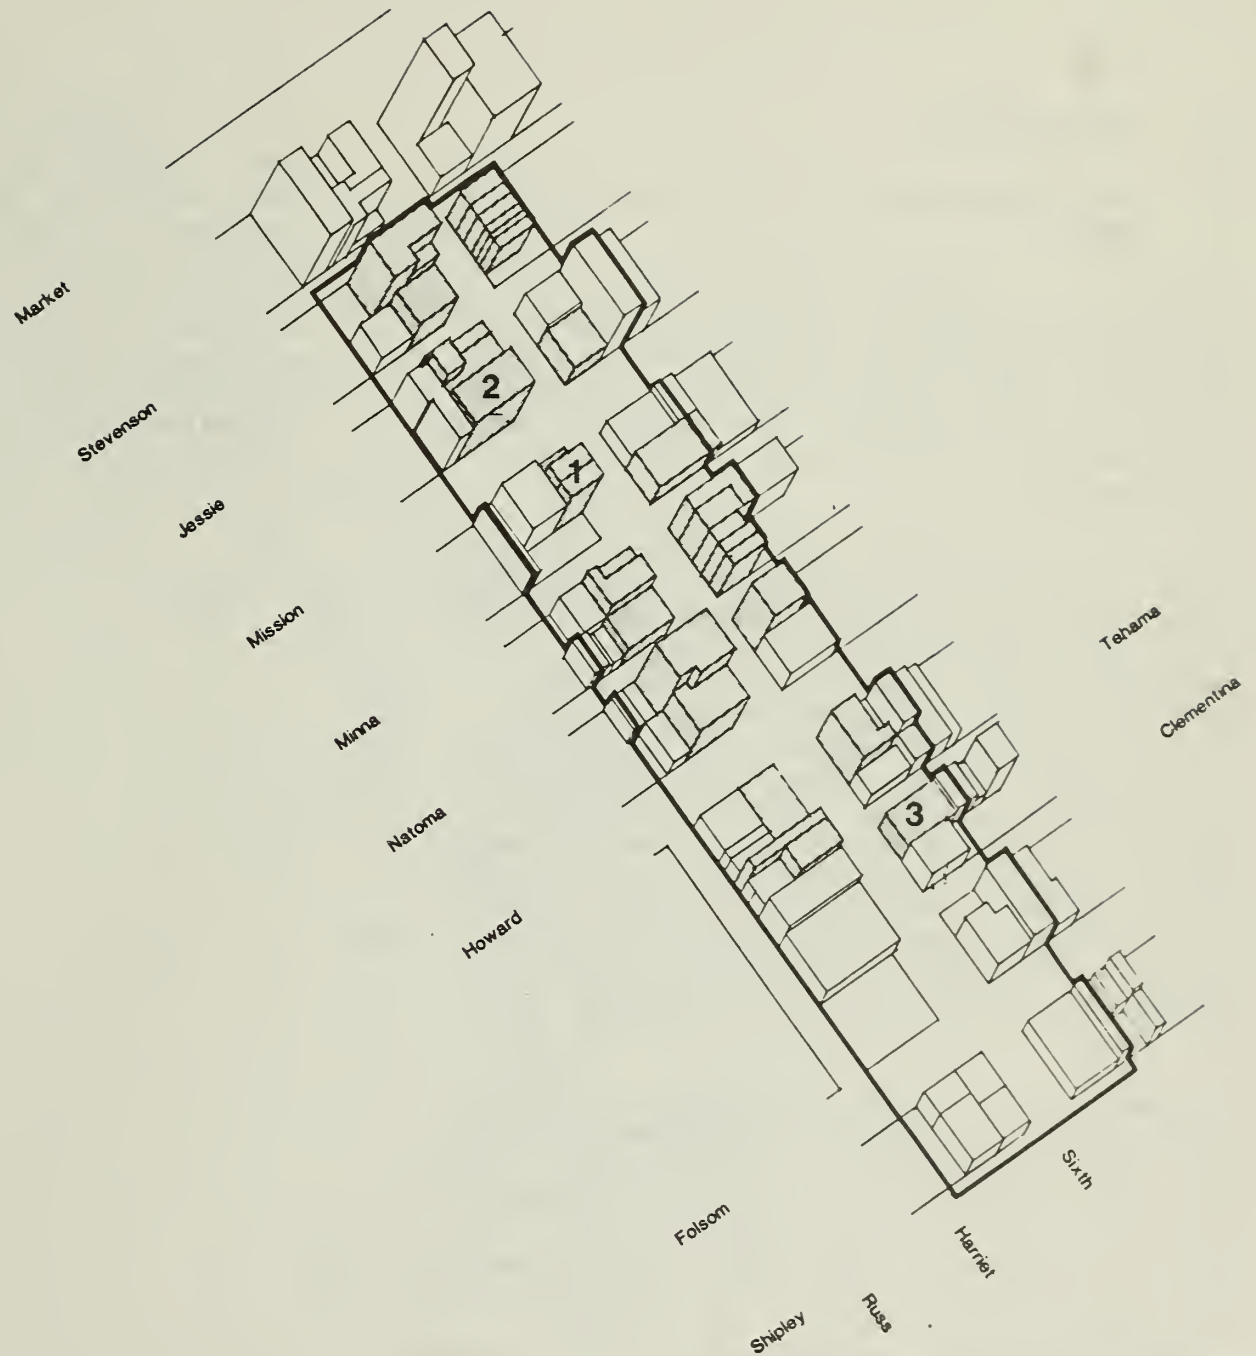 Market
Stevenson
2
1
Jessie
Mission
Minna
Natoma
Howard
Tehama
Clementina
3
Sixth
Folsom
Harriet
Russ
Shipley